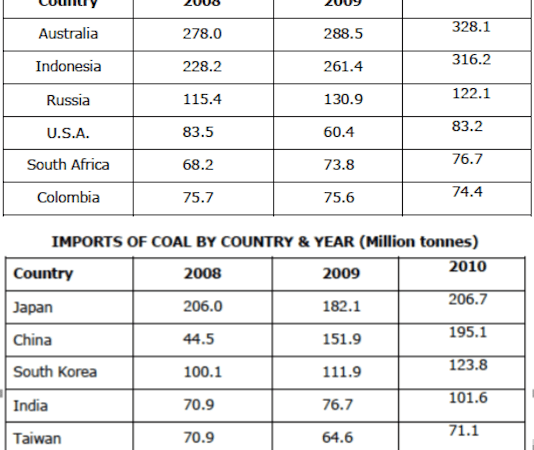 Country 2008 2009
Australia 278.0 288.5 328.1
Indonesia 228.2 261.4 316.2
Russia 115.4 130.9 122.1
U.S.A. 83.5 60.4 83.2
South Africa 68.2 73.8 76.7
Colombia 75.7 75.6 74.4
IMPORTS OF COAL BY COUNTRY & YEAR (Million tonnes)
Country 2008 2009 2010
Japan 206.0 182.1 206.7
China 44.5 151.9 195.1
South Korea 100.1 111.9 123.8
India 70.9 76.7 101.6
Taiwan 70.9 64.6 71.1